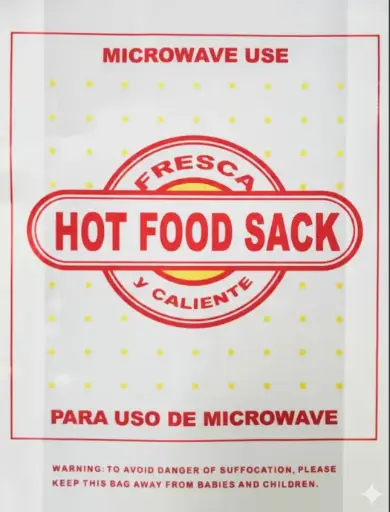 MICROWAVE USE
FRESCA
HOT FOOD SACK
y CALIENTE
PARA USO DE MICROWAVE
WARNING: TO AVOID DANGER OF SUFFOCATION, PLEASE
KEEP THIS BAG AWAY FROM BABIES AND CHILDREN.